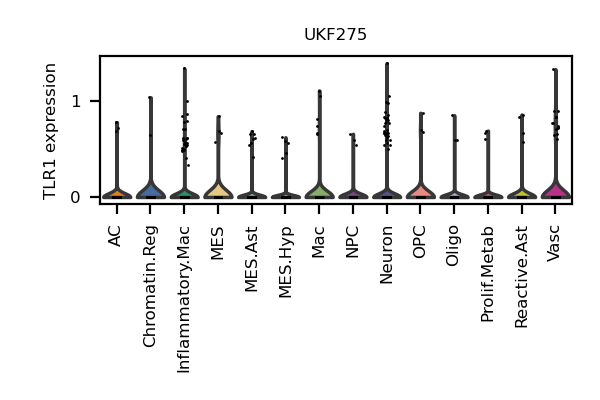 UKF275
TLR1 expression
1
0
AC
Chromatin.Reg
Inflammatory.Mac
MES
MES.Ast
MES.Hyp
Mac
NPC
Neuron
OPC
Oligo
Prolif.Metab
Reactive.Ast
Vasc